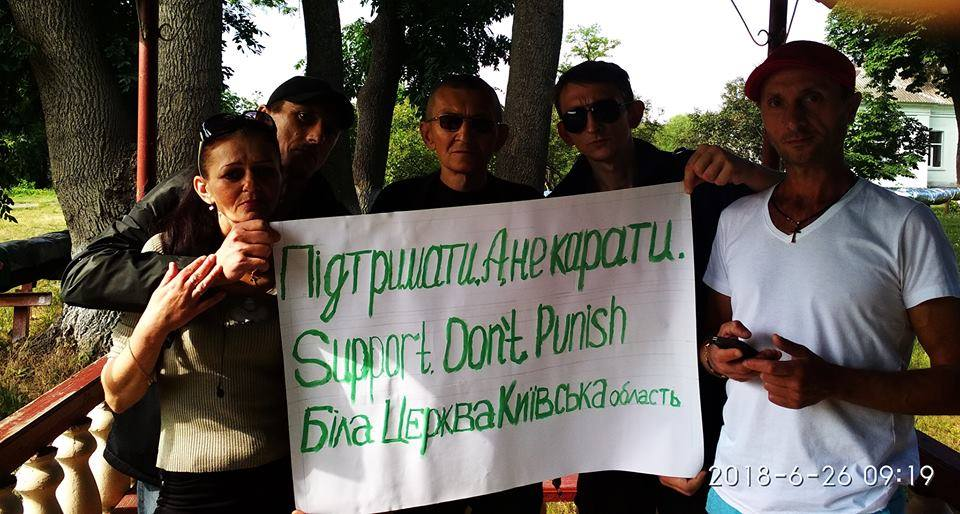 Підтримати, А не карати.
Support. Don't Punish
Біла Церква Київська область
2018-6-26 09:19